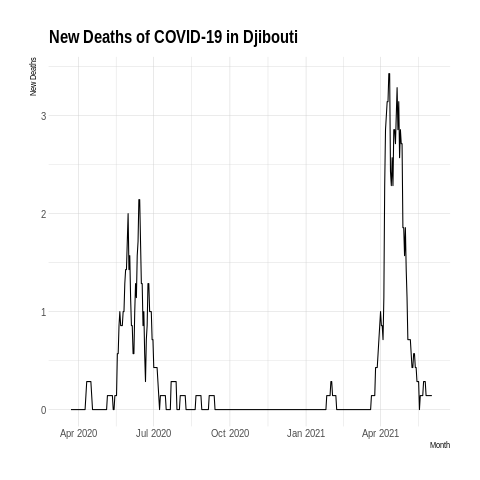 New Deaths of COVID-19 in Djibouti
New Deaths
3
2
1
0
Apr 2020 Jul 2020 Oct 2020 Jan 2021 Apr 2021
Month